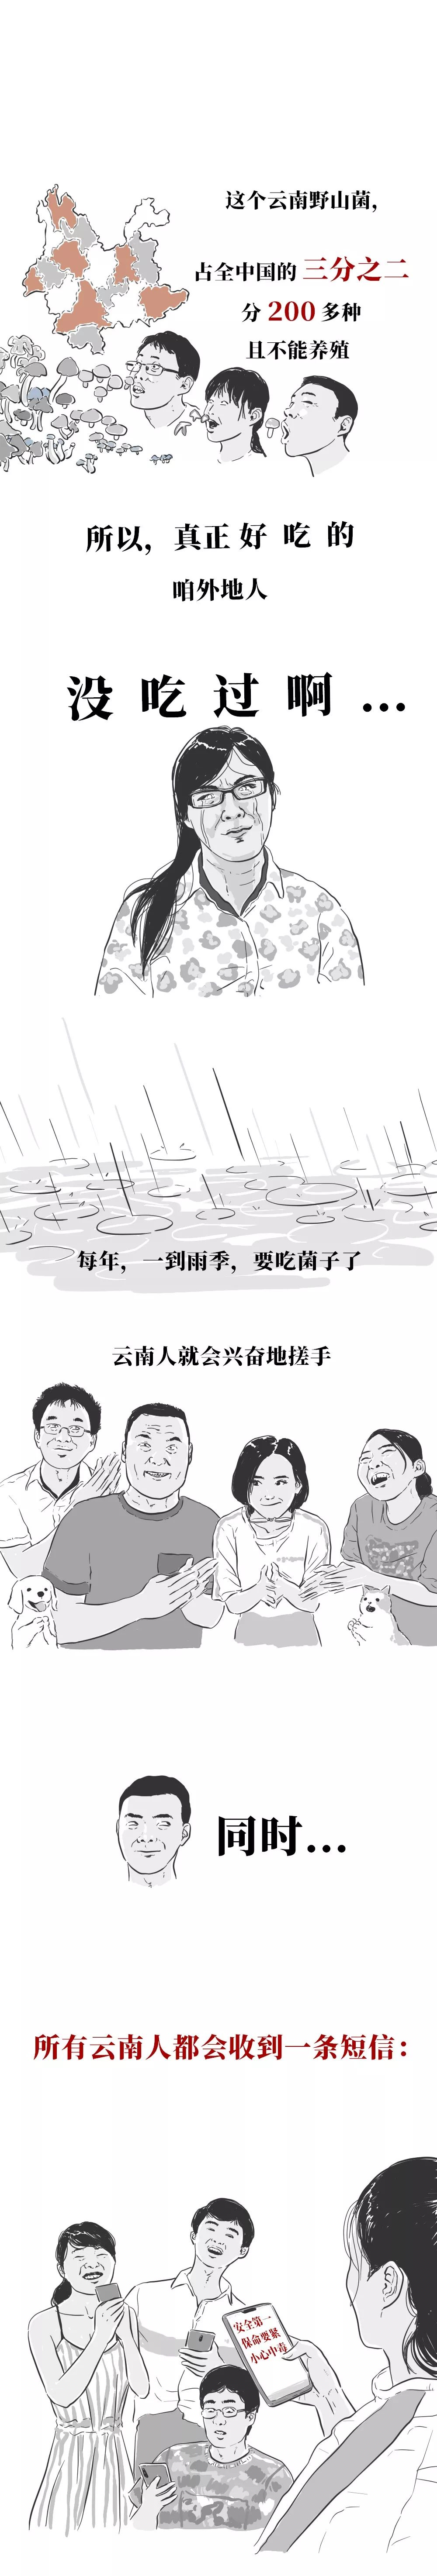 这个云南野山菌，
占全中国的 三分之二
分 200 多种
且不能养殖
所以，真正 好 吃 的
咱外地人
没 吃 过 啊 ...
每年，一到雨季，要吃菌子了
云南人就会兴奋地搓手
同时...
所有云南人都会收到一条短信：
安全第一
保命要紧
小心中毒